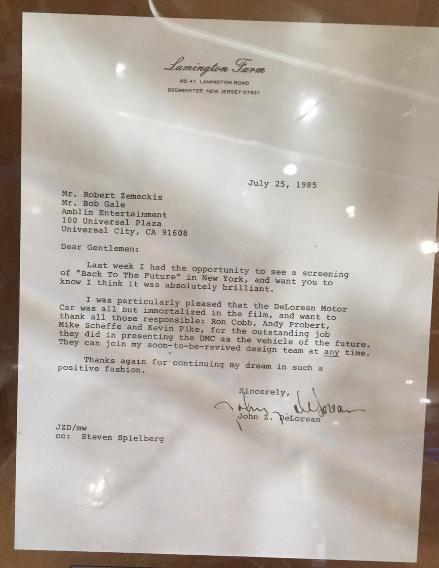 Lamington Farm
RD #1 LAMINGTON ROAD
BEDMINSTER, NEW JERSEY 07921
July 25, 1985
Mr. Robert Zemeckis
Mr. Bob Gale
Amblin Entertainment
100 Universal Plaza
Universal City, CA 91608
Dear Gentlemen:
Last week I had the opportunity to see a screening
of "Back To The Future" in New York, and want you to
know I think it was absolutely brilliant.
I was particularly pleased that the DeLorean Motor
Car was all but immortalized in the film, and want to
thank all those responsible: Ron Cobb, Andy Probert,
Mike Scheffe and Kevin Pike, for the outstanding job
they did in presenting the DMC as the vehicle of the future.
They can join my soon-to-be-revived design team at any time.
Thanks again for continuing my dream in such a
positive fashion.
Sincerely,
John DeLorean
John Z. DeLorean
JZD/mw
cc: Steven Spielberg